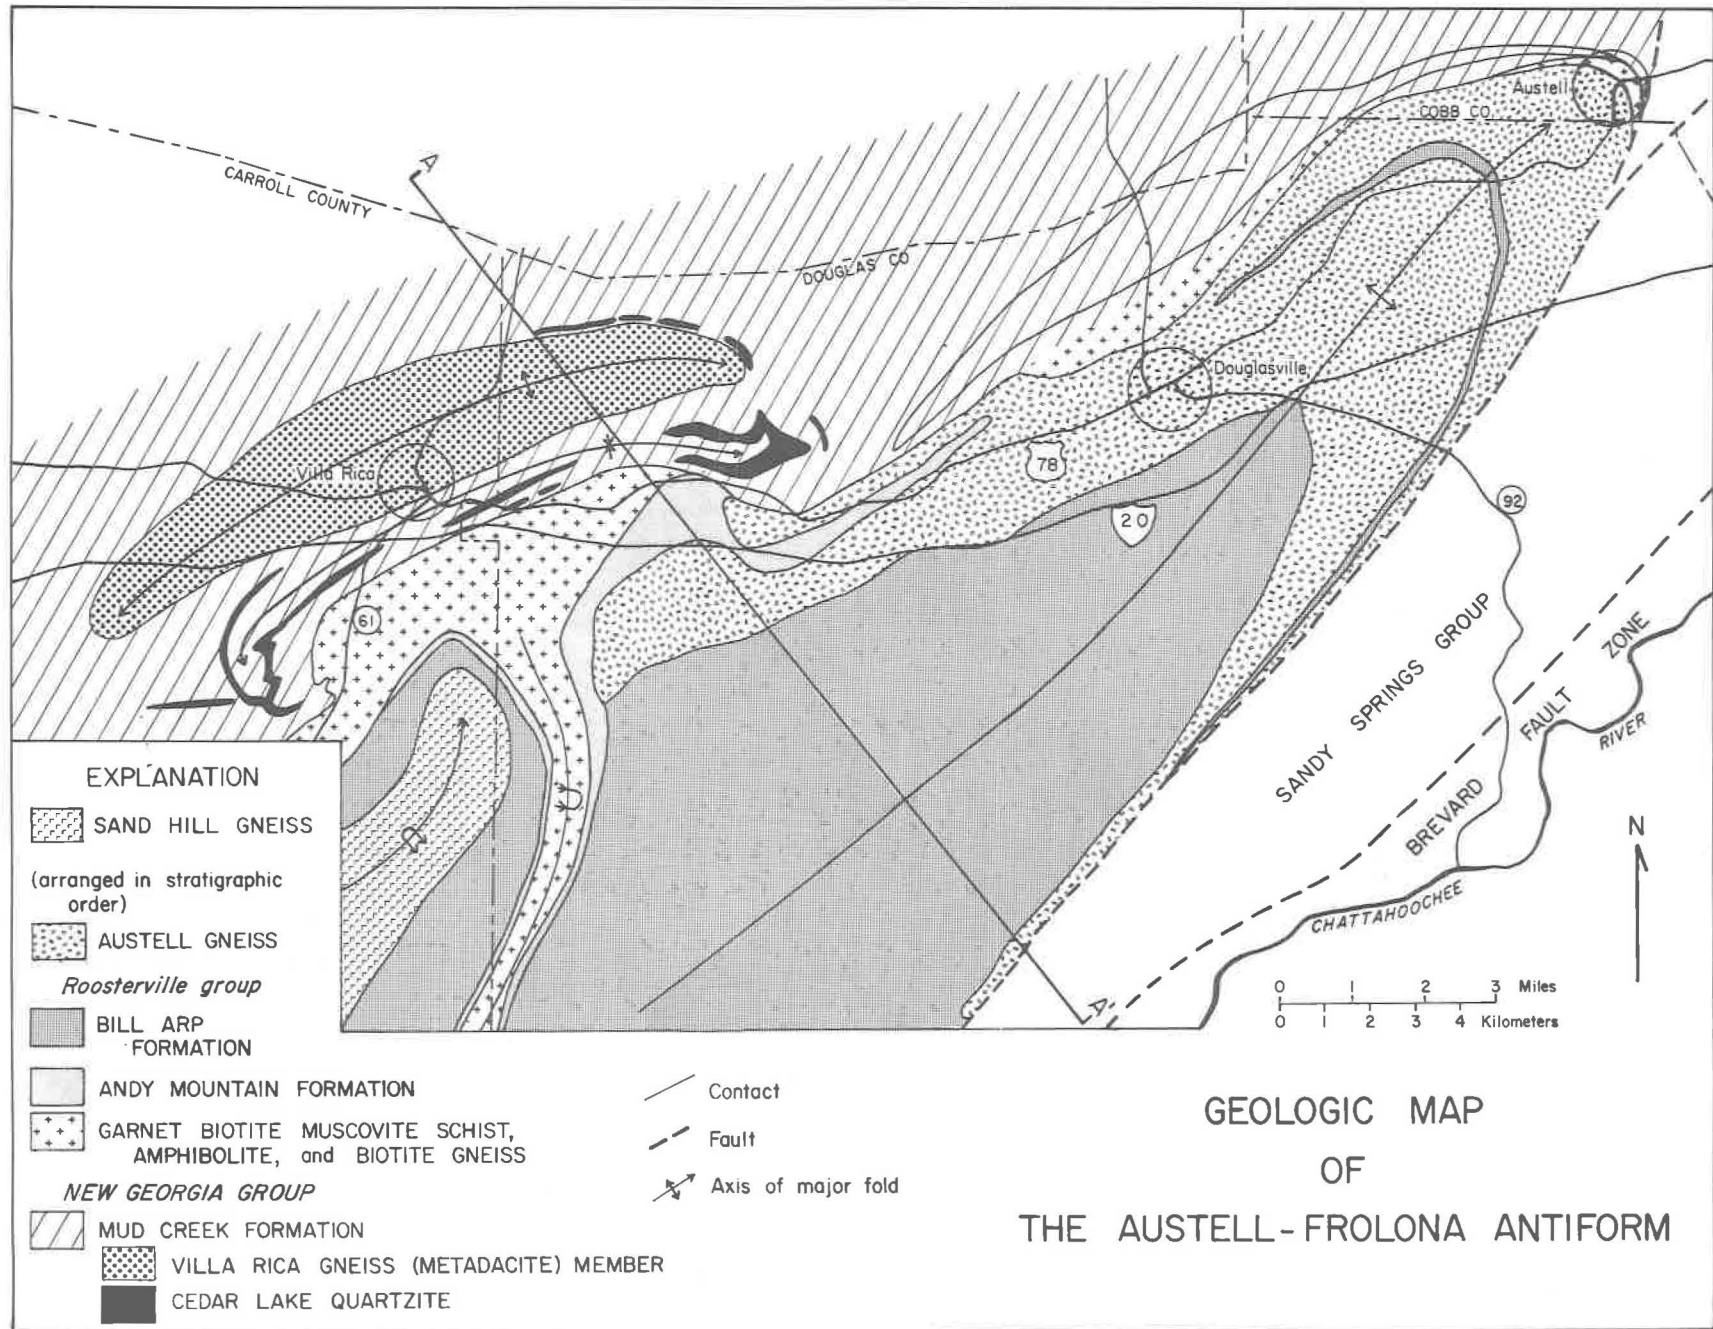 Austell
COBB CO.
A
CARROLL COUNTY
DOUGLAS CO
Douglasville
Villa Rica
78
20
92
61
SANDY SPRINGS GROUP
BREVARD FAULT ZONE
CHATTAHOOCHEE RIVER
A'
N
0 1 2 3 Miles
0 1 2 3 4 Kilometers
EXPLANATION
SAND HILL GNEISS
(arranged in stratigraphic
order)
AUSTELL GNEISS
Roosterville group
BILL ARP
FORMATION
ANDY MOUNTAIN FORMATION
GARNET BIOTITE MUSCOVITE SCHIST,
AMPHIBOLITE, and BIOTITE GNEISS
NEW GEORGIA GROUP
MUD CREEK FORMATION
VILLA RICA GNEISS (METADACITE) MEMBER
CEDAR LAKE QUARTZITE
Contact
Fault
Axis of major fold
GEOLOGIC MAP
OF
THE AUSTELL-FROLONA ANTIFORM